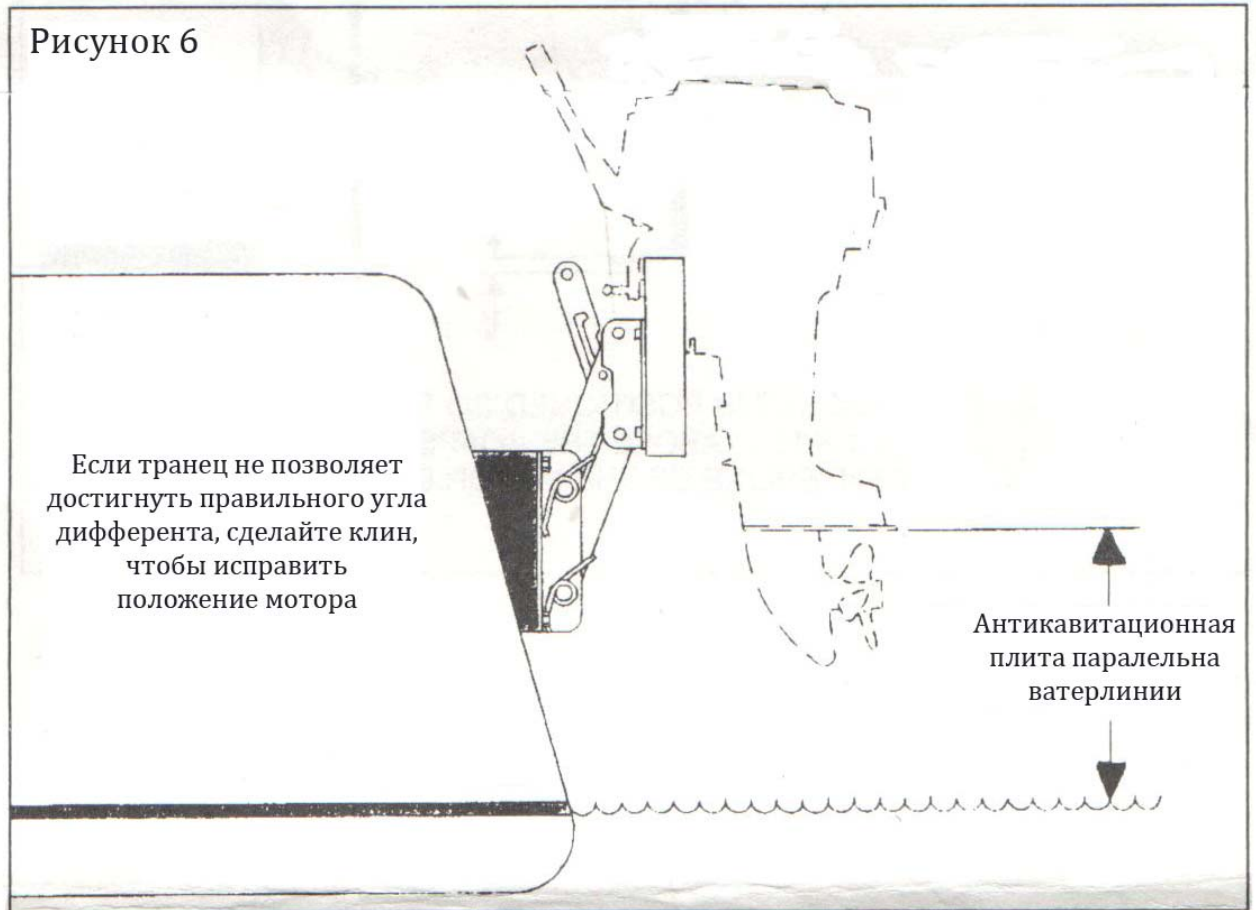 Рисунок 6
Если транец не позволяет
достигнуть правильного угла
дифферента, сделайте клин,
чтобы исправить
положение мотора
Антикавитационная
плита паралельна
ватерлинии